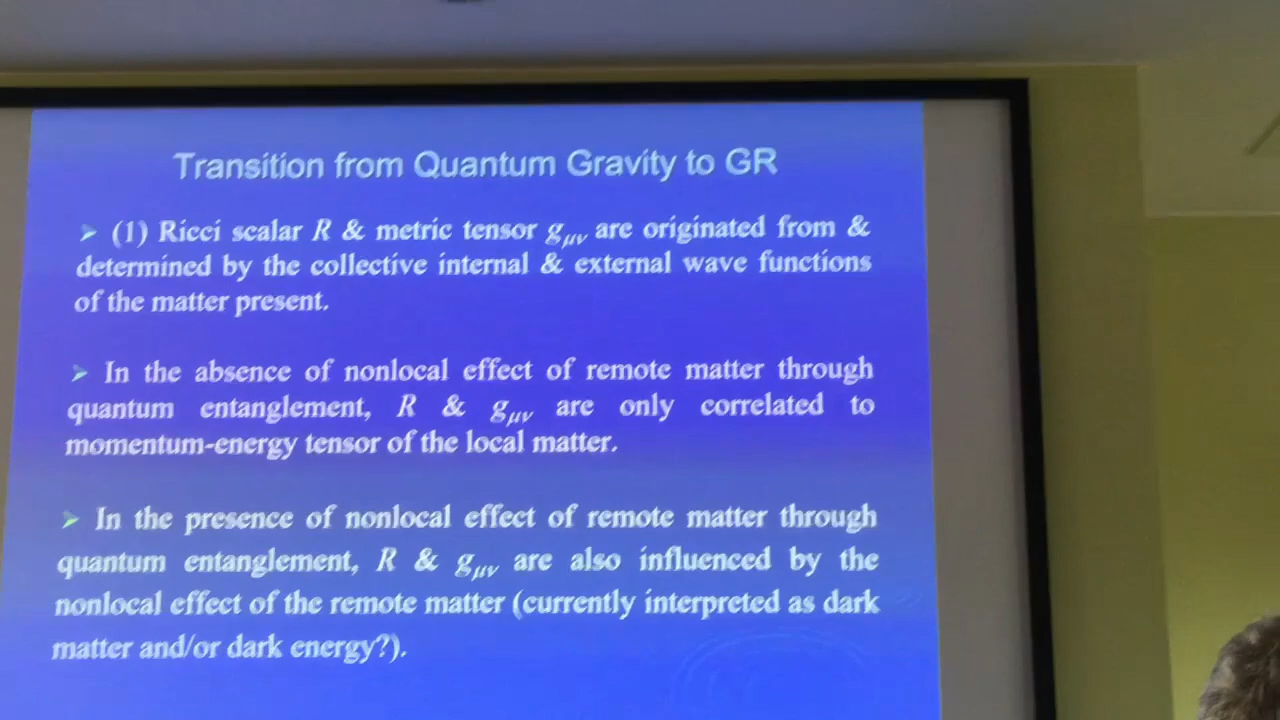 Transition from Quantum Gravity to GR
➢ (1) Ricci scalar R & metric tensor gμν are originated from &
determined by the collective internal & external wave functions
of the matter present.
➢ In the absence of nonlocal effect of remote matter through
quantum entanglement, R & gμν are only correlated to
momentum-energy tensor of the local matter.
➢ In the presence of nonlocal effect of remote matter through
quantum entanglement, R & gμν are also influenced by the
nonlocal effect of the remote matter (currently interpreted as dark
matter and/or dark energy?).